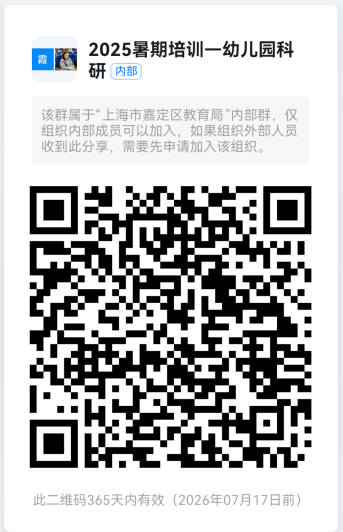 霞
2025暑期培训—幼儿园科
研 内部
该群属于“上海市嘉定区教育局”内部群，仅
组织内部成员可以加入，如果组织外部人员
收到此分享，需要先申请加入该组织。
此二维码365天内有效（2026年07月17日前）